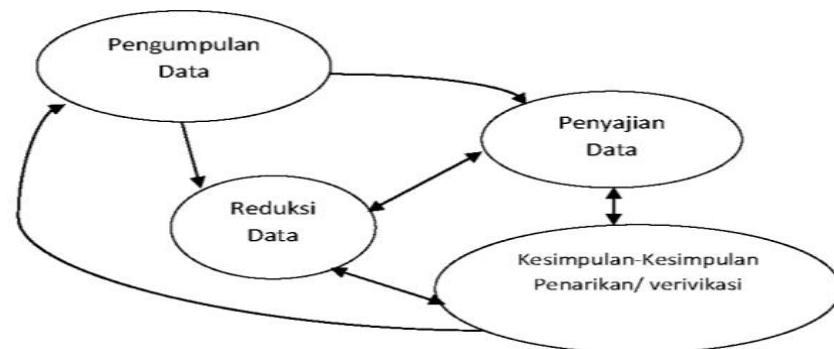 Pengumpulan
Data
Penyajian
Data
Reduksi
Data
Kesimpulan-Kesimpulan
Penarikan/ verivikasi